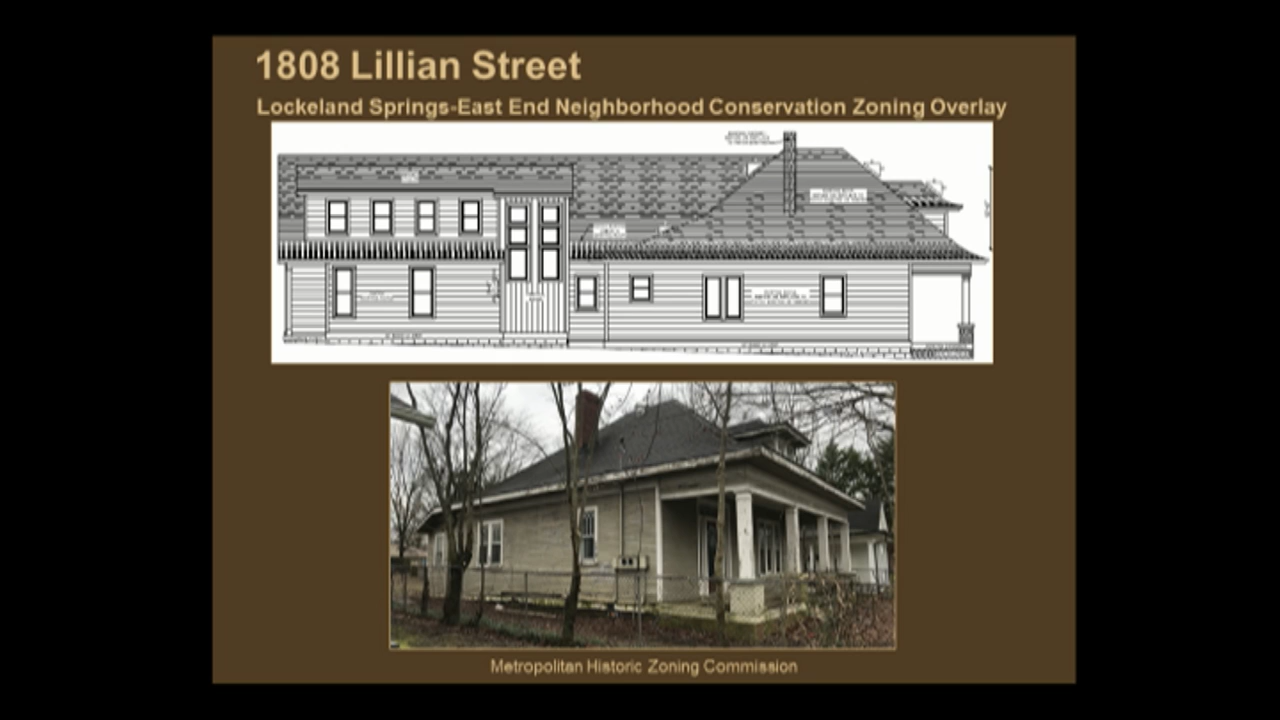 1808 Lillian Street
Lockeland Springs-East End Neighborhood Conservation Zoning Overlay
Metropolitan Historic Zoning Commission